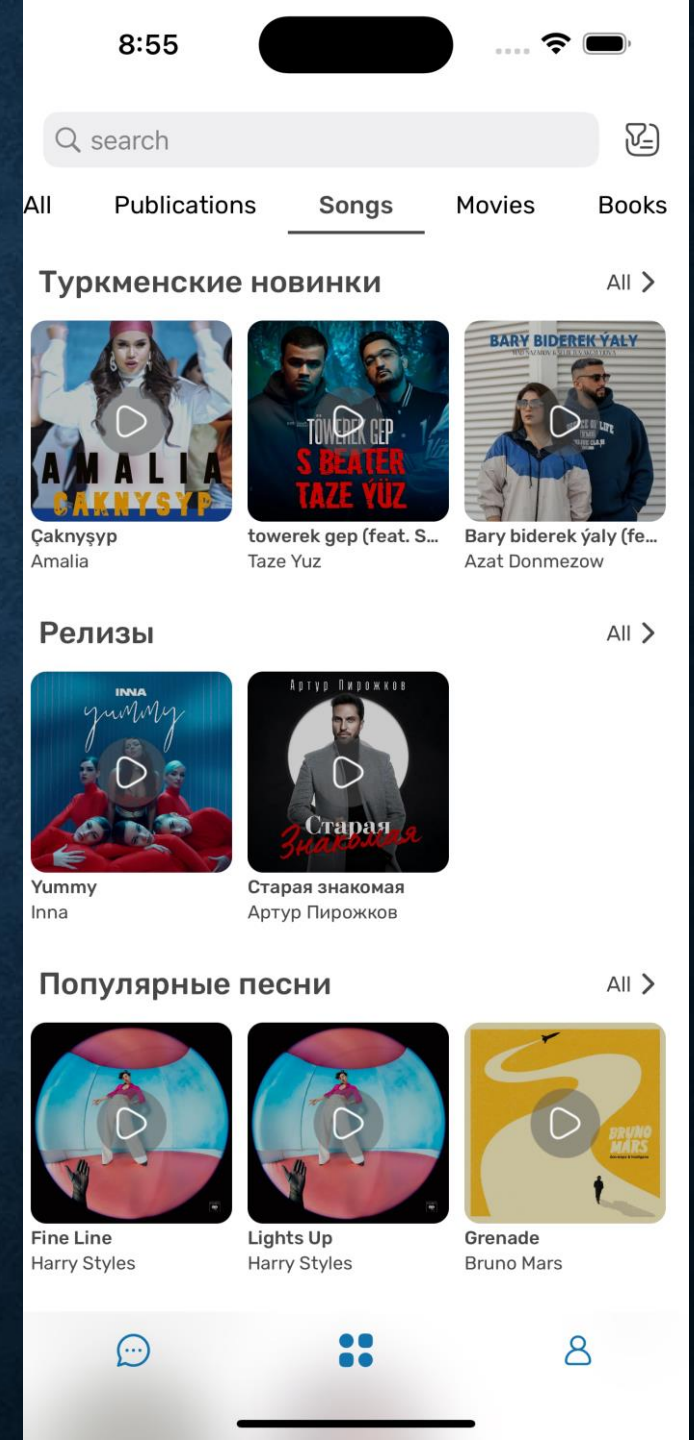 8:55
search
All Publications Songs Movies Books
Туркменские новинки All
AMALIA
ÇAKNYSYP
TÖWEREK GEP
S BEATER
TAZE ÝÜZ
BARY BIDEREK ÝALY
Çaknyşyp
Amalia
towerek gep (feat. S...
Taze Yuz
Bary biderek ýaly (fe...
Azat Donmezow
Релизы All
INNA
yummy
Артур Пирожков
Старая
Знакомая
Yummy
Inna
Старая знакомая
Артур Пирожков
Популярные песни All
BRUNO
MARS
Fine Line
Harry Styles
Lights Up
Harry Styles
Grenade
Bruno Mars